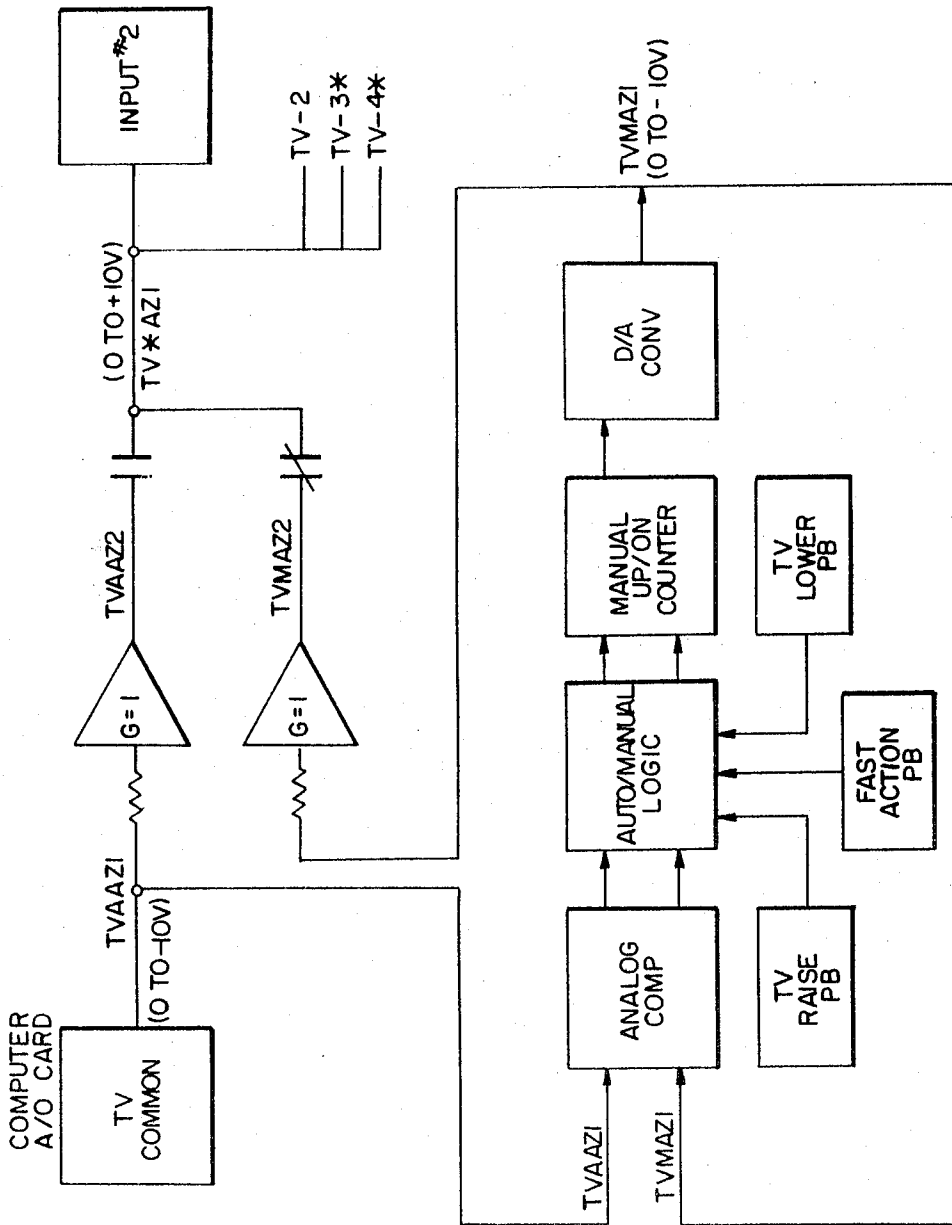 COMPUTER
A/O CARD
TV
COMMON
(0 TO-10V)
TVAAZ1
G=1
TVAAZ2
G=1
TVMAZ2
(0 TO+10V)
TV*AZ1
INPUT #2
TV-2
TV-3*
TV-4*
TVAAZ1
TVMAZ1
ANALOG
COMP
AUTO/MANUAL
LOGIC
MANUAL
UP/ON
COUNTER
D/A
CONV
TVMAZ1
(0 TO-10V)
TV
RAISE
PB
FAST
ACTION
PB
TV
LOWER
PB